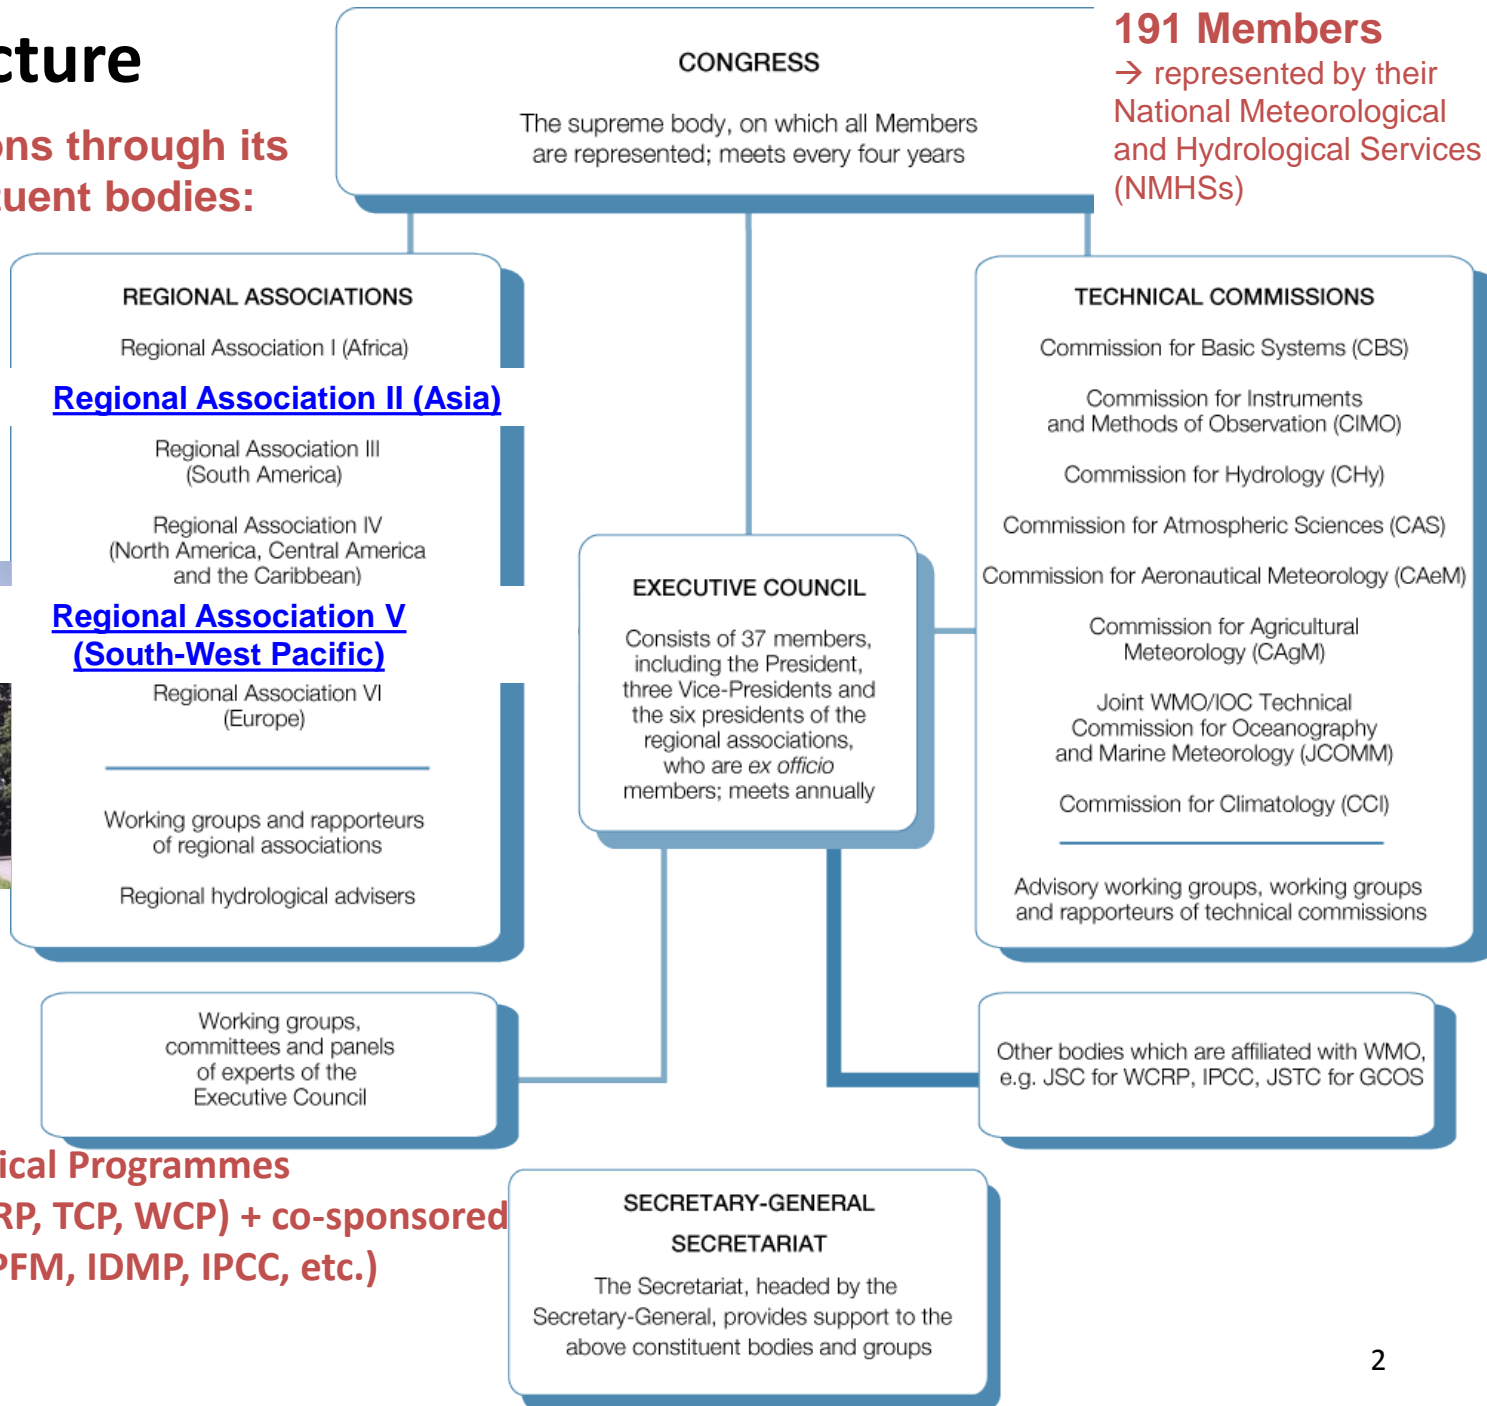 cture
ons through its
tuent bodies:
CONGRESS
The supreme body, on which all Members
are represented; meets every four years
191 Members
→ represented by their
National Meteorological
and Hydrological Services
(NMHSs)
REGIONAL ASSOCIATIONS
Regional Association I (Africa)
Regional Association II (Asia)
Regional Association III
(South America)
Regional Association IV
(North America, Central America
and the Caribbean)
Regional Association V
(South-West Pacific)
Regional Association VI
(Europe)
Working groups and rapporteurs
of regional associations
Regional hydrological advisers
EXECUTIVE COUNCIL
Consists of 37 members,
including the President,
three Vice-Presidents and
the six presidents of the
regional associations,
who are ex officio
members; meets annually
TECHNICAL COMMISSIONS
Commission for Basic Systems (CBS)
Commission for Instruments
and Methods of Observation (CIMO)
Commission for Hydrology (CHy)
Commission for Atmospheric Sciences (CAS)
Commission for Aeronautical Meteorology (CAeM)
Commission for Agricultural
Meteorology (CAgM)
Joint WMO/IOC Technical
Commission for Oceanography
and Marine Meteorology (JCOMM)
Commission for Climatology (CCl)
Advisory working groups, working groups
and rapporteurs of technical commissions
Working groups,
committees and panels
of experts of the
Executive Council
Other bodies which are affiliated with WMO,
e.g. JSC for WCRP, IPCC, JSTC for GCOS
ical Programmes
RP, TCP, WCP) + co-sponsored
PFM, IDMP, IPCC, etc.)
SECRETARY-GENERAL
SECRETARIAT
The Secretariat, headed by the
Secretary-General, provides support to the
above constituent bodies and groups
2